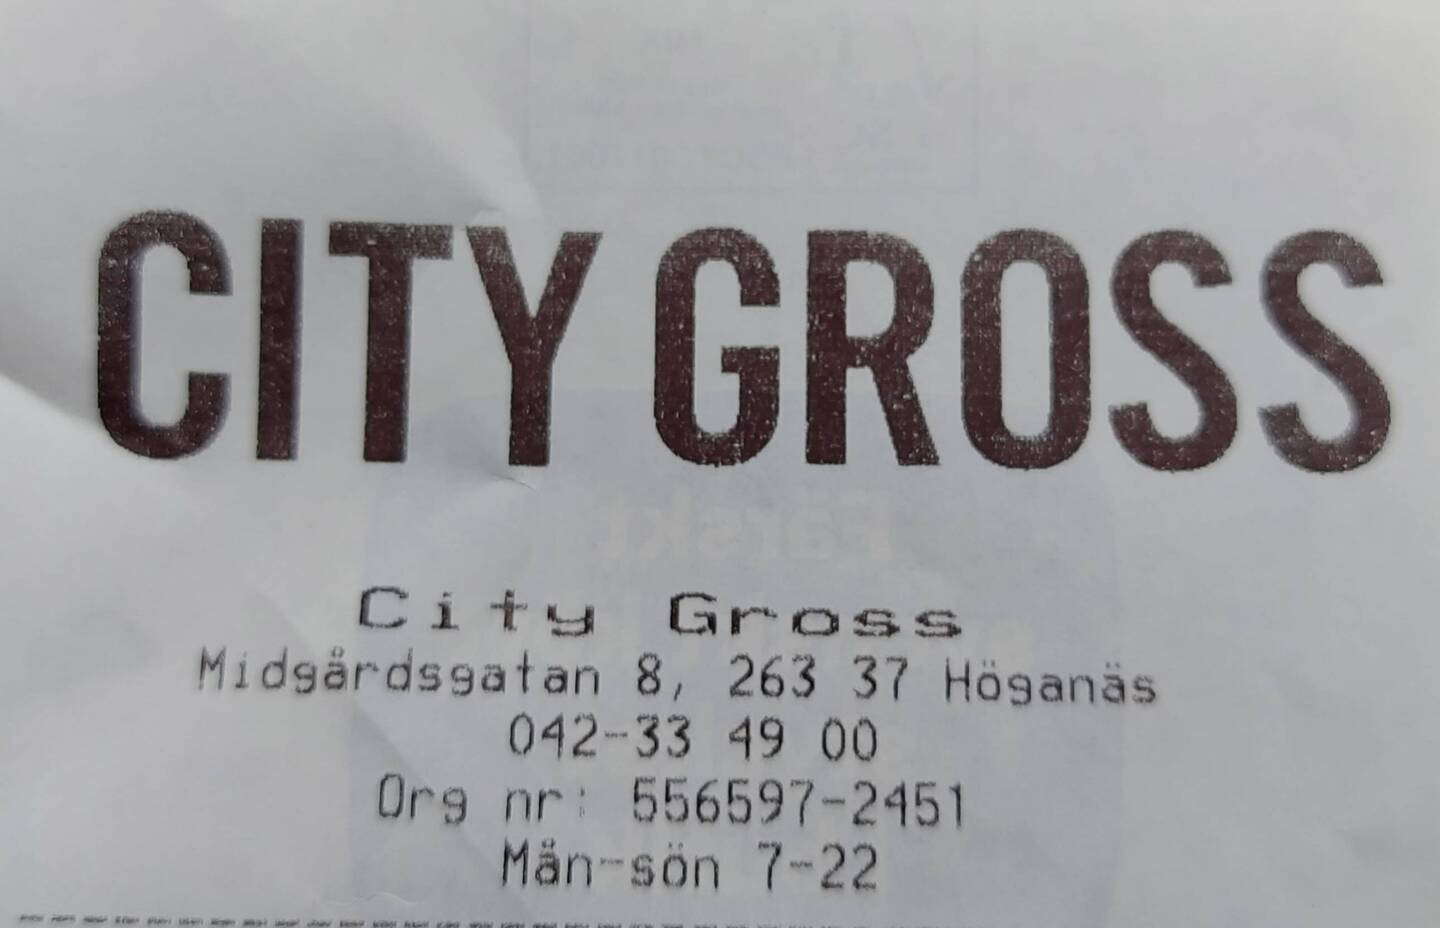 CITY GROSS
City Gross
Midgårdsgatan 8, 263 37 Höganäs
042-33 49 00
Org nr: 556597-2451
Mån-sön 7-22
Färskt